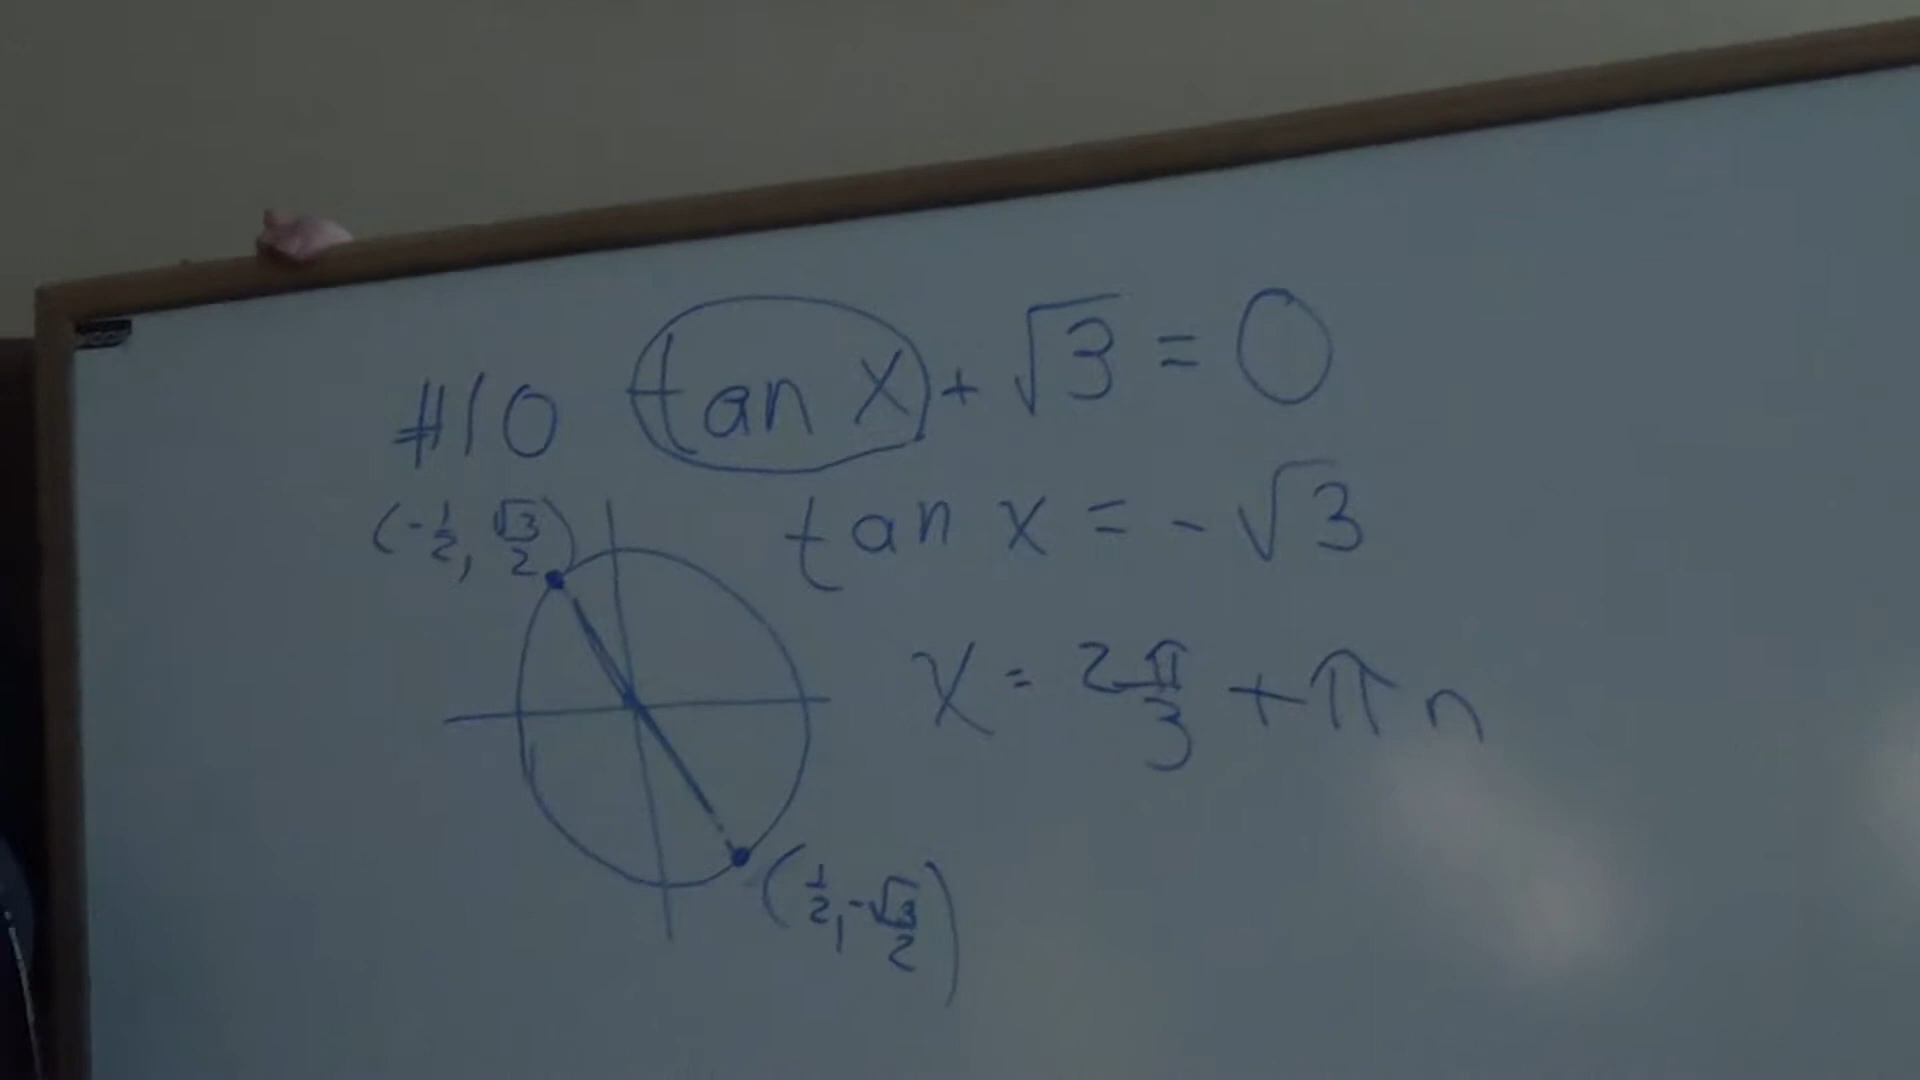 #10 tan x + √3 = 0
(-1/2, √3/2)
tan x = -√3
x = 2π/3 + πn
(1/2, -√3/2)